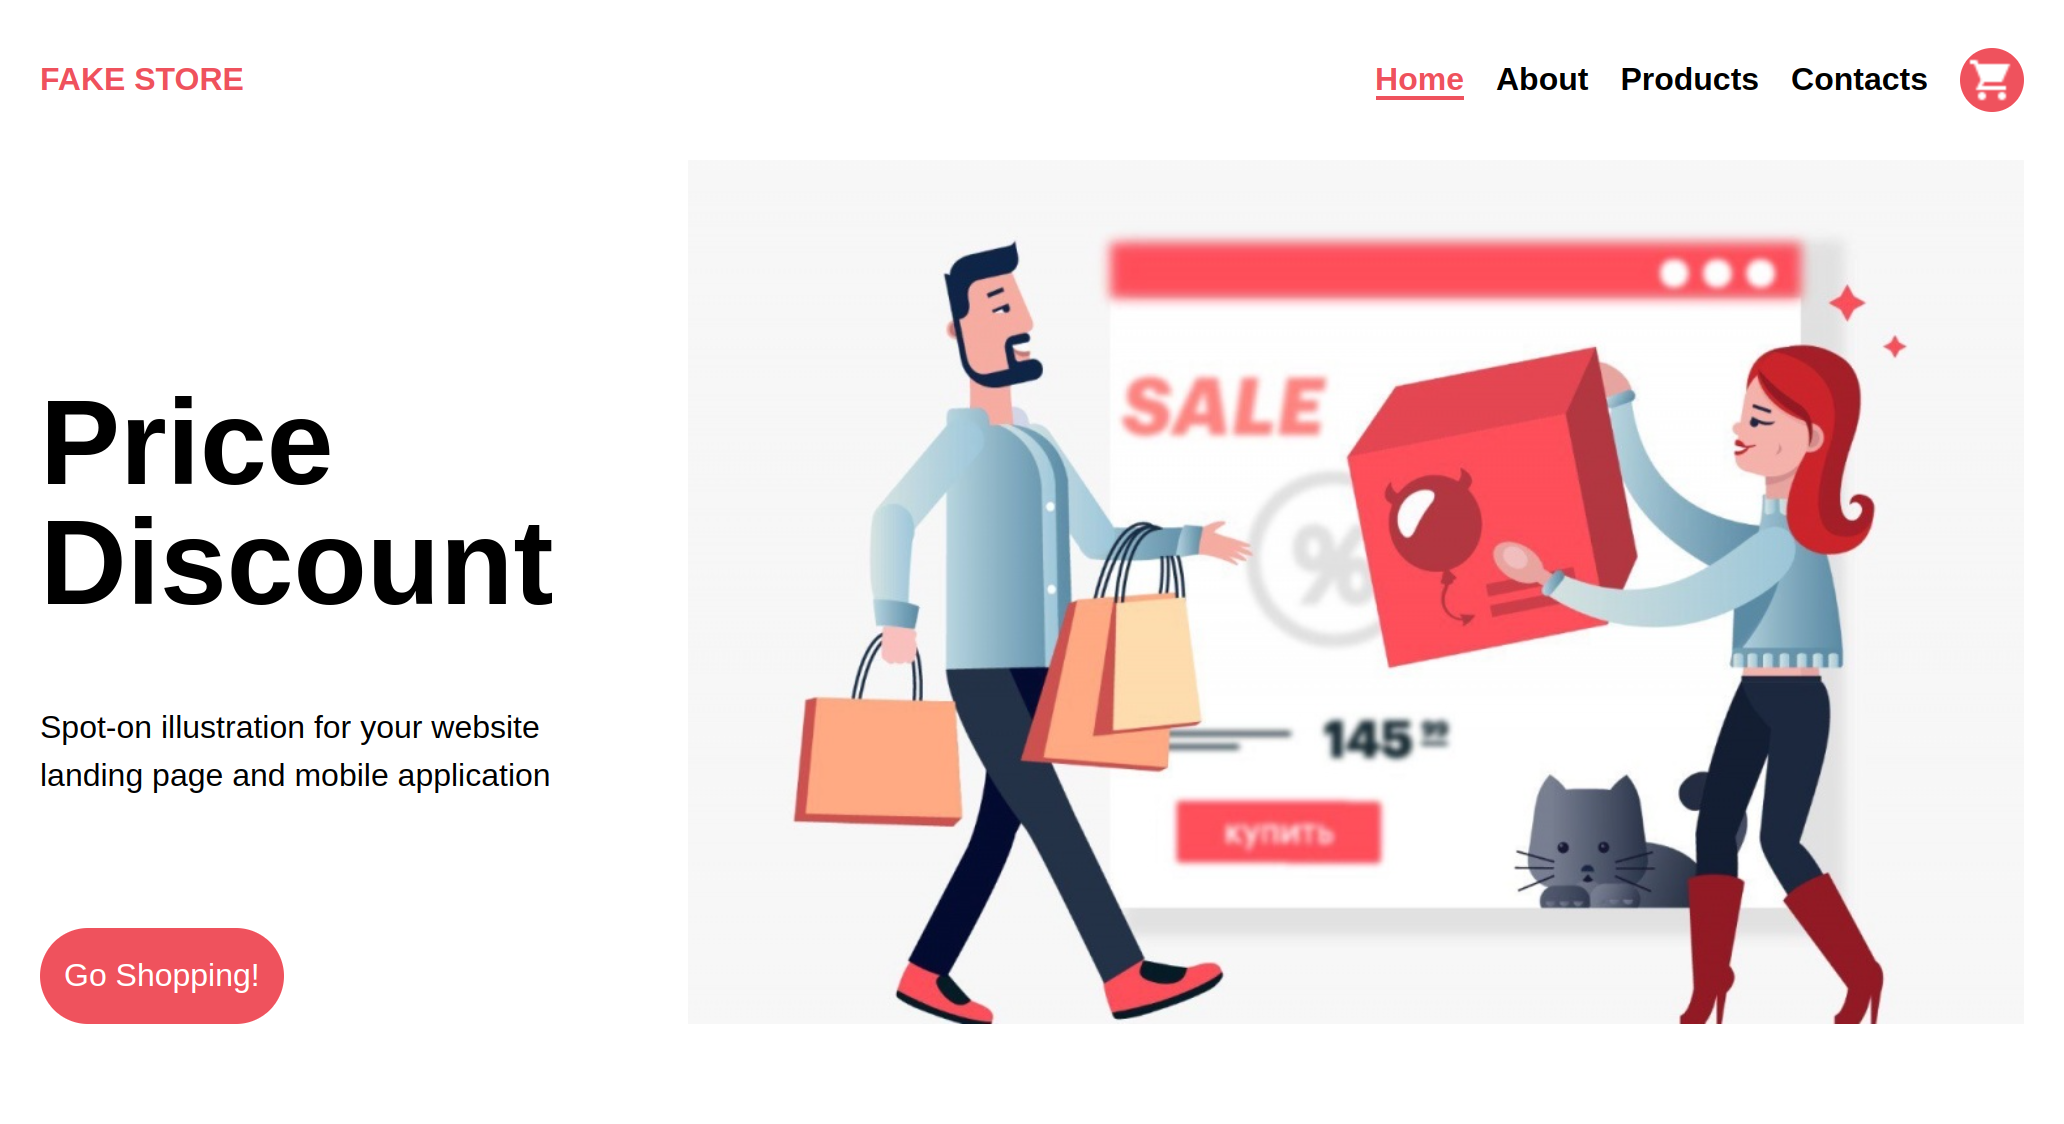 FAKE STORE
Home About Products Contacts
Price
Discount
Spot-on illustration for your website
landing page and mobile application
Go Shopping!
SALE
%
145 99
купить